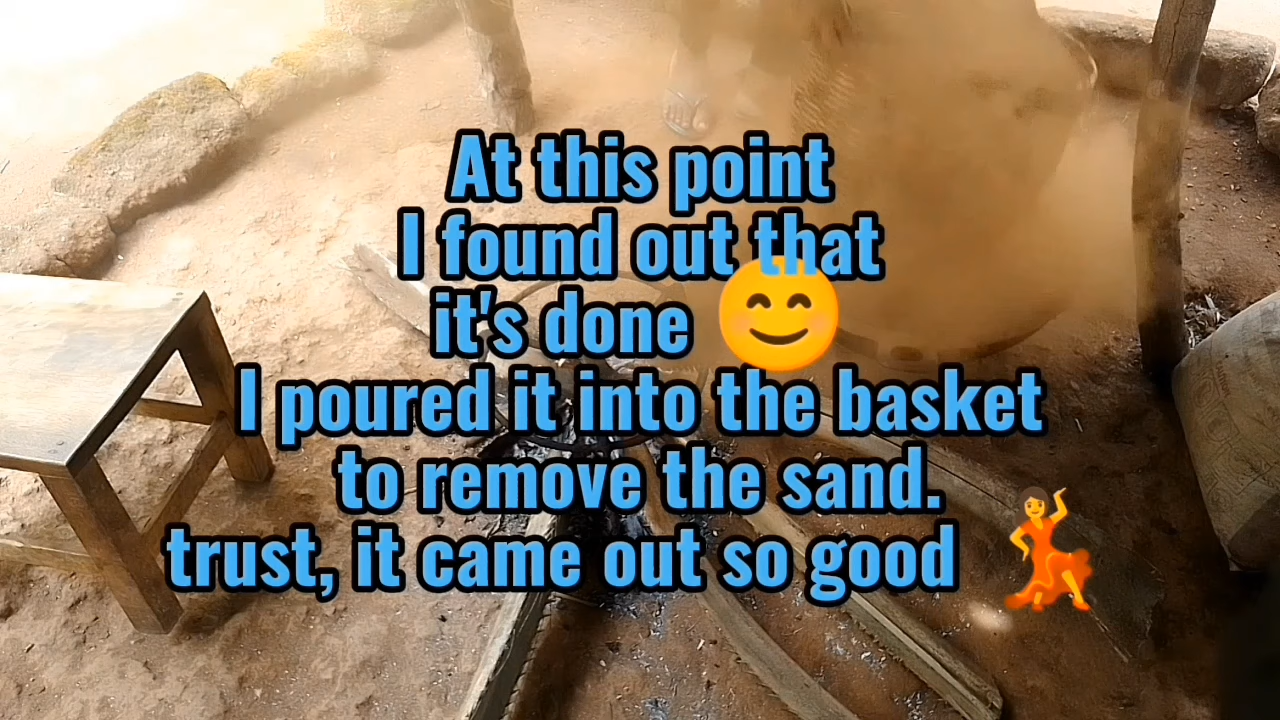 At this point
I found out that
it's done 😊
I poured it into the basket
to remove the sand.
trust, it came out so good 💃